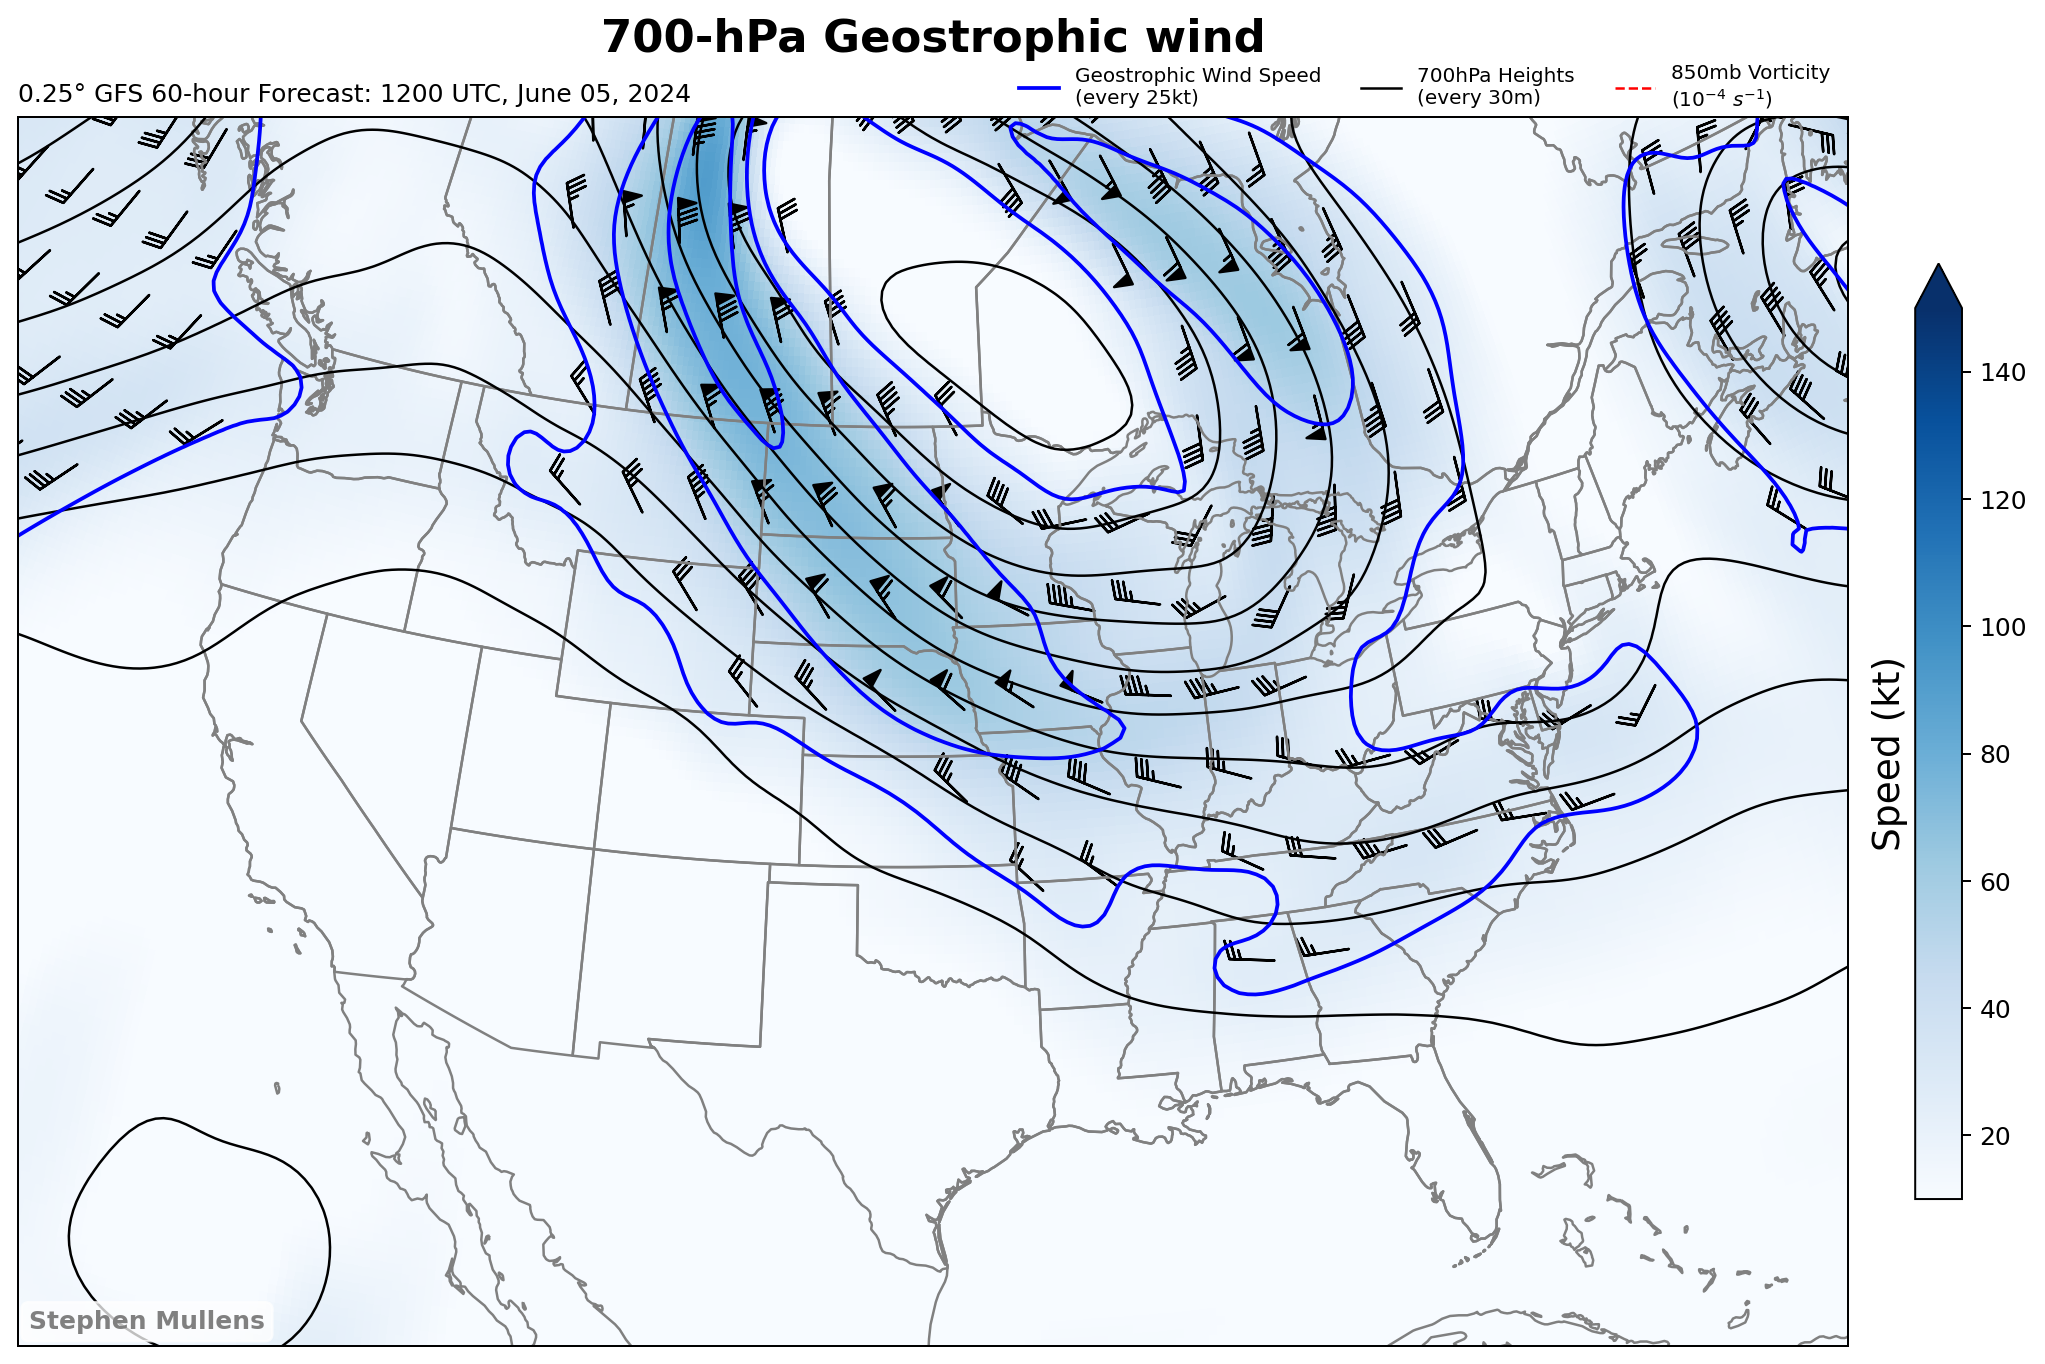 700-hPa Geostrophic wind
0.25° GFS 60-hour Forecast: 1200 UTC, June 05, 2024
Geostrophic Wind Speed
(every 25kt)
700hPa Heights
(every 30m)
850mb Vorticity
(10⁻⁴ s⁻¹)
140
120
100
80
60
40
20
Speed (kt)
Stephen Mullens